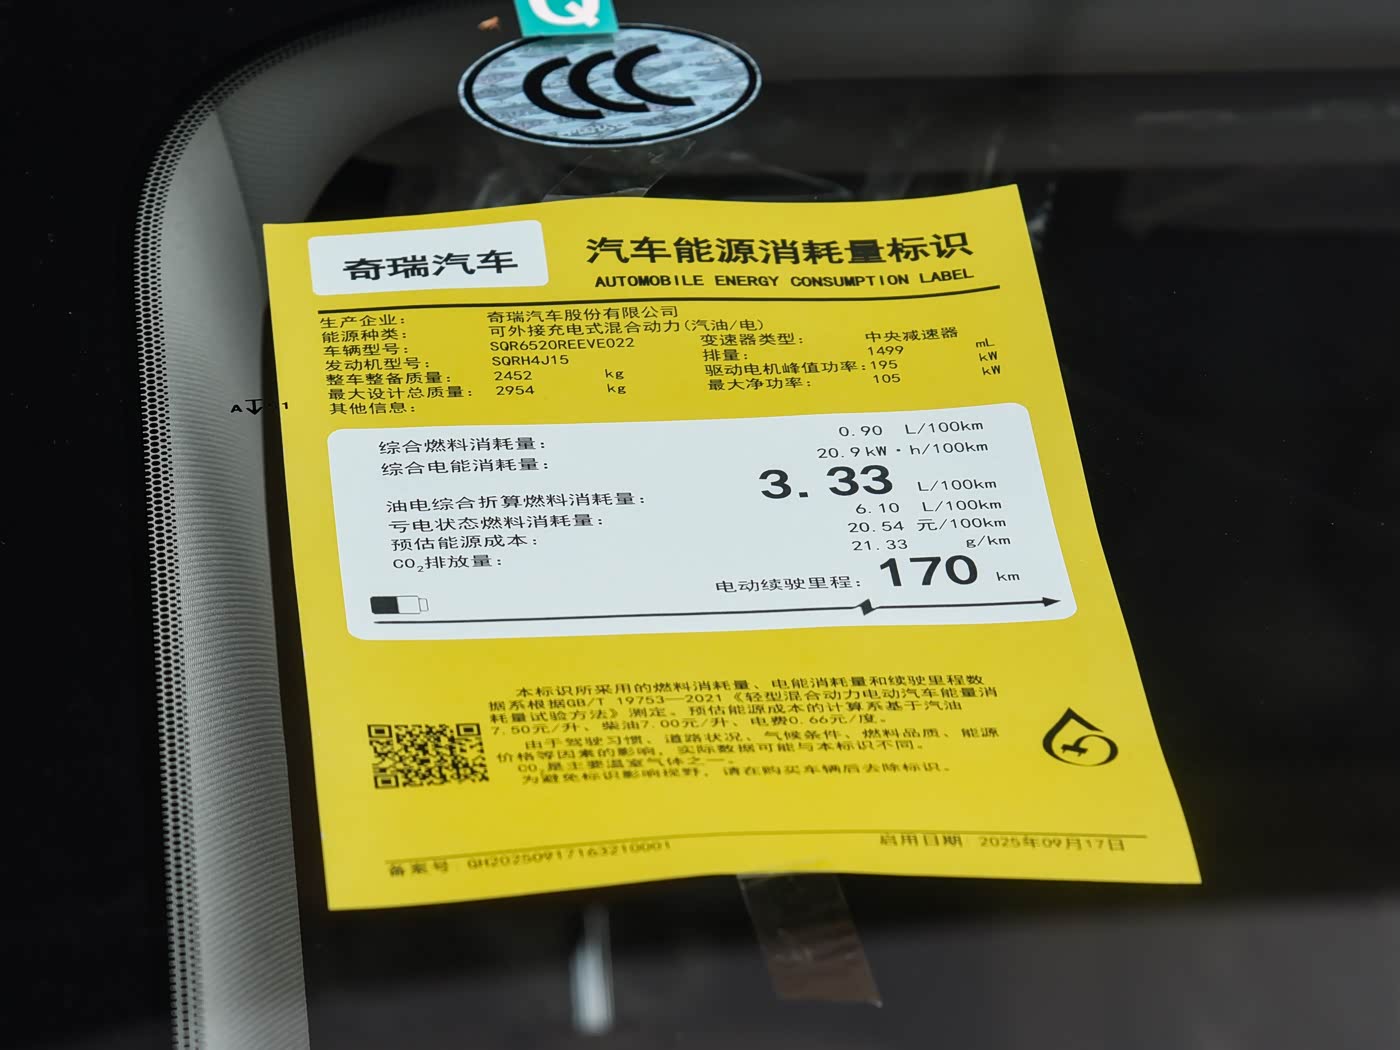 Q
CCC
奇瑞汽车
汽车能源消耗量标识
AUTOMOBILE ENERGY CONSUMPTION LABEL
生产企业: 奇瑞汽车股份有限公司
能源种类: 可外接充电式混合动力(汽油/电)
车辆型号: SQR6520REEVE022 变速器类型: 中央减速器
发动机型号: SQRH4J15 排量: 1499 mL
整车整备质量: 2452 kg 驱动电机峰值功率: 195 kW
最大设计总质量: 2954 kg 最大净功率: 105 kW
其他信息:
A 1
综合燃料消耗量: 0.90 L/100km
综合电能消耗量: 20.9 kW·h/100km
油电综合折算燃料消耗量: 3.33 L/100km
亏电状态燃料消耗量: 6.10 L/100km
预估能源成本: 20.54 元/100km
CO₂排放量: 21.33 g/km
电动续驶里程: 170 km
本标识所采用的燃料消耗量、电能消耗量和续驶里程数
据系根据GB/T 19753—2021《轻型混合动力电动汽车能量消
耗量试验方法》测定。预估能源成本的计算系基于汽油
7.50元/升、柴油7.00元/升、电费0.66元/度。
由于驾驶习惯、道路状况、气候条件、燃料品质、能源
价格等因素的影响,实际数据可能与本标识不同。
CO₂是主要温室气体之一。
为避免标识影响视野,请在购买车辆后去除标识。
备案号: QH20250917163210001
启用日期: 2025年09月17日